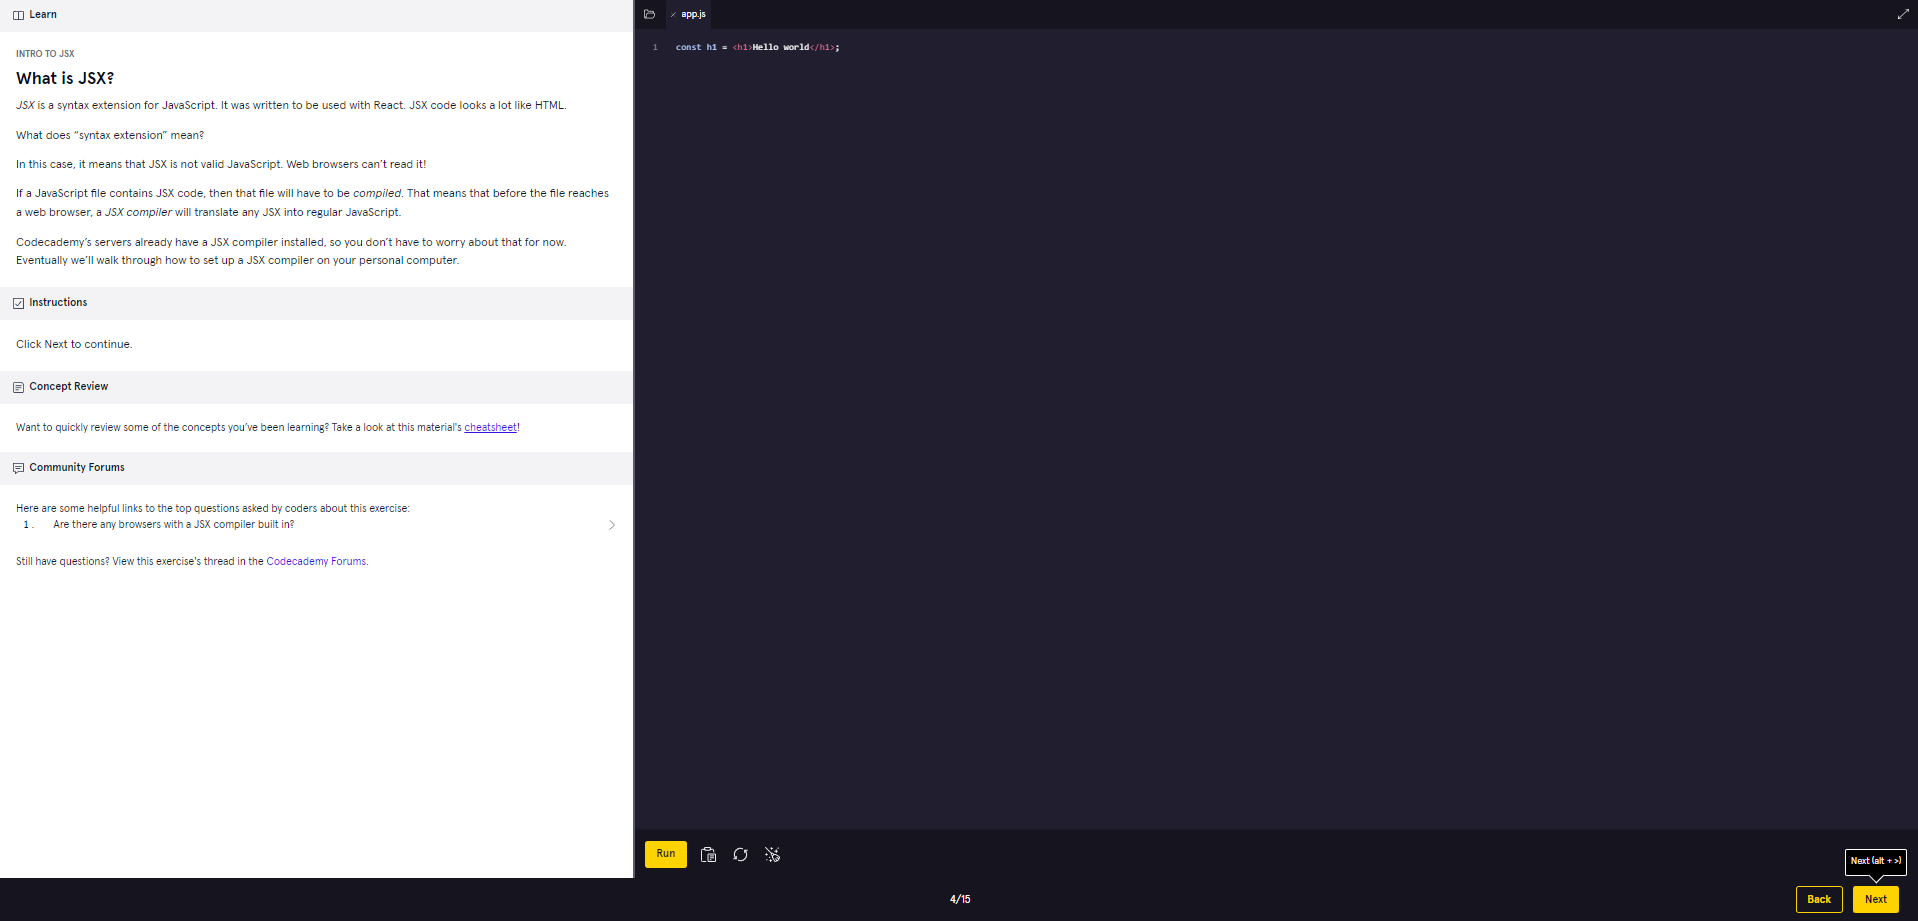 Learn
INTRO TO JSX
What is JSX?
JSX is a syntax extension for JavaScript. It was written to be used with React. JSX code looks a lot like HTML.
What does “syntax extension” mean?
In this case, it means that JSX is not valid JavaScript. Web browsers can’t read it!
If a JavaScript file contains JSX code, then that file will have to be compiled. That means that before the file reaches
a web browser, a JSX compiler will translate any JSX into regular JavaScript.
Codecademy’s servers already have a JSX compiler installed, so you don’t have to worry about that for now.
Eventually we’ll walk through how to set up a JSX compiler on your personal computer.
Instructions
Click Next to continue.
Concept Review
Want to quickly review some of the concepts you’ve been learning? Take a look at this material's cheatsheet!
Community Forums
Here are some helpful links to the top questions asked by coders about this exercise:
1. Are there any browsers with a JSX compiler built in?
Still have questions? View this exercise's thread in the Codecademy Forums.
app.js
1 const h1 = <h1>Hello world</h1>;
Run
Next (alt + >)
4/15
Back
Next